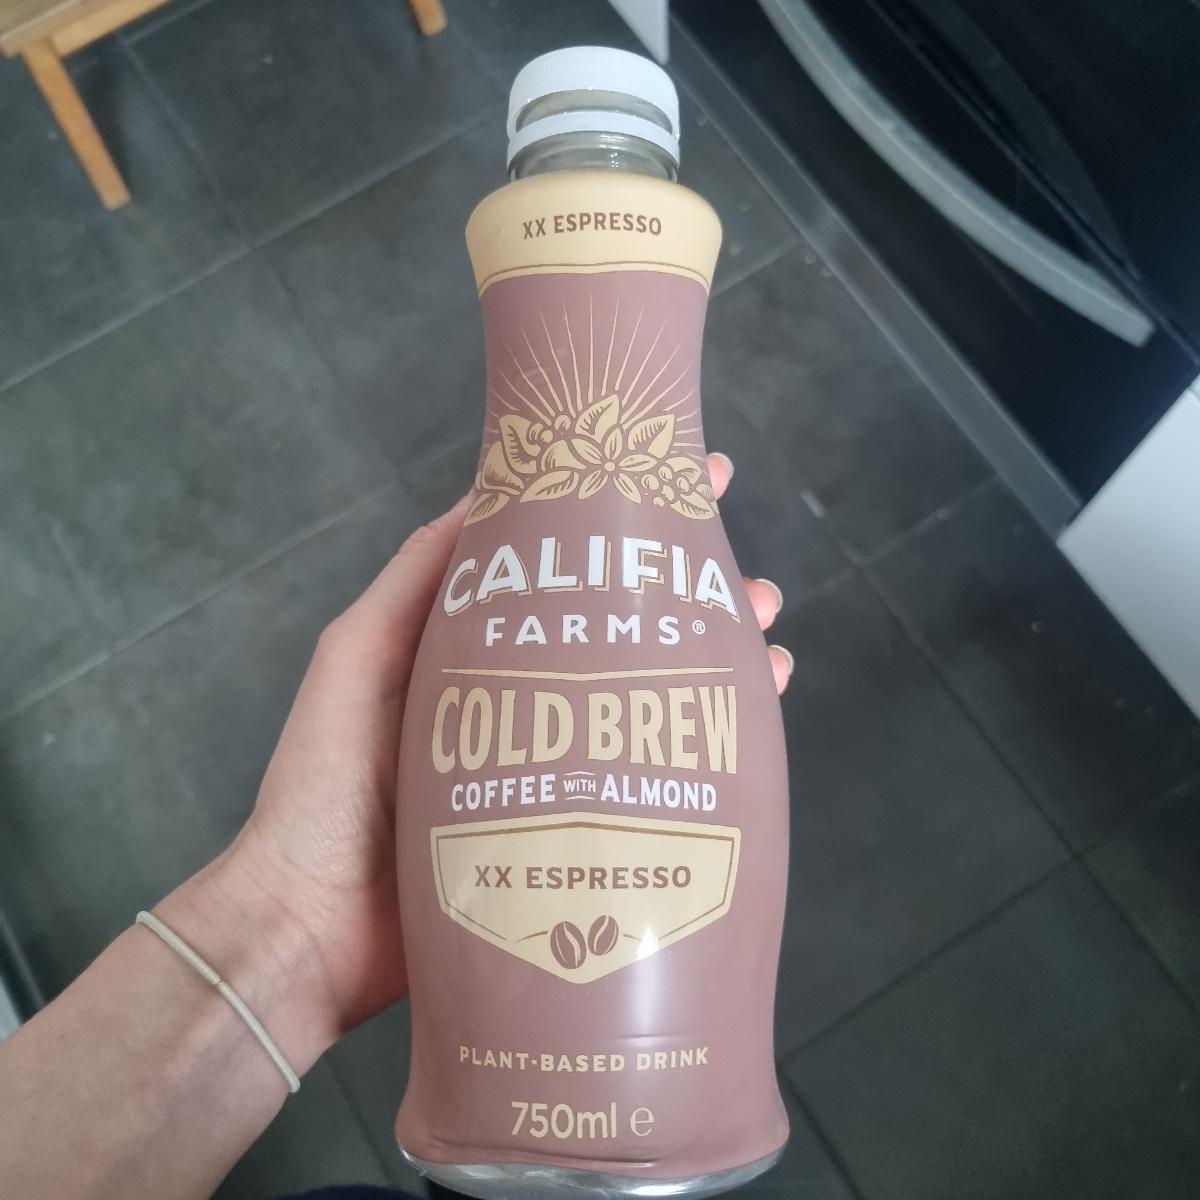 XX ESPRESSO
CALIFIA
FARMS®
COLD BREW
COFFEE WITH ALMOND
XX ESPRESSO
PLANT-BASED DRINK
750ml e